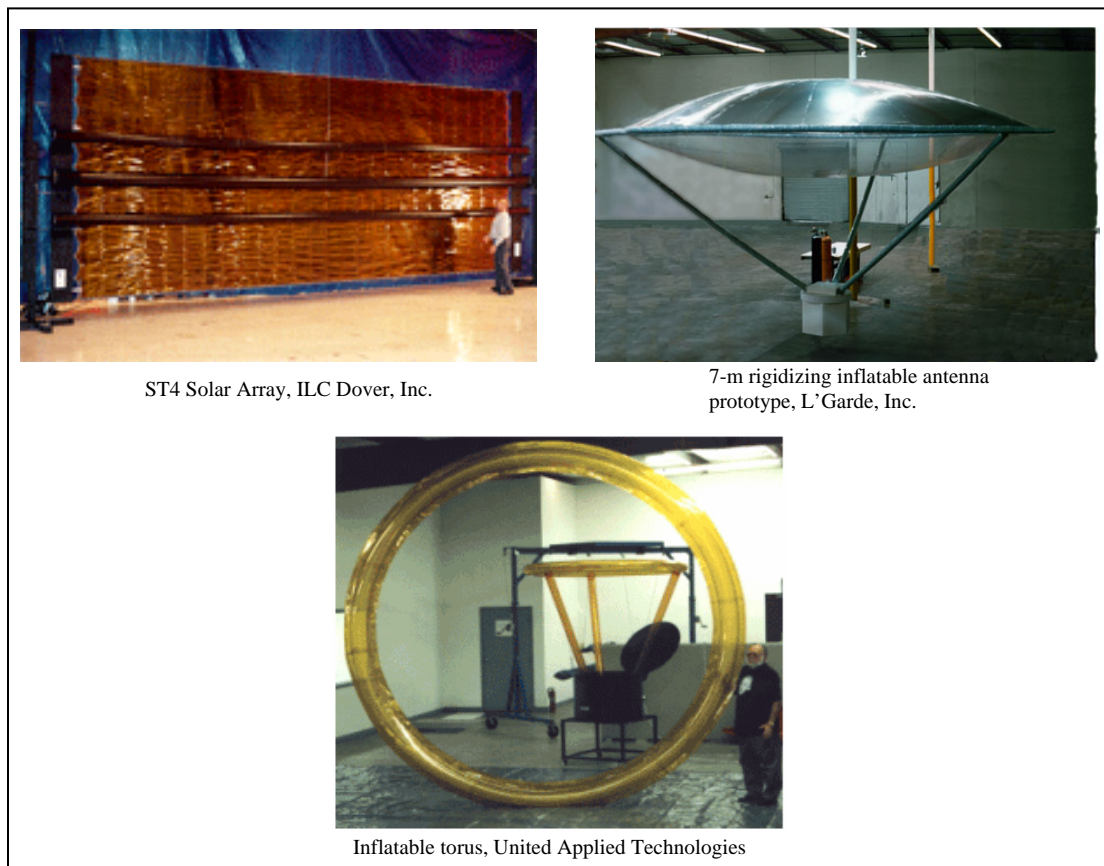 ST4 Solar Array, ILC Dover, Inc.
7-m rigidizing inflatable antenna
prototype, L’Garde, Inc.
Inflatable torus, United Applied Technologies